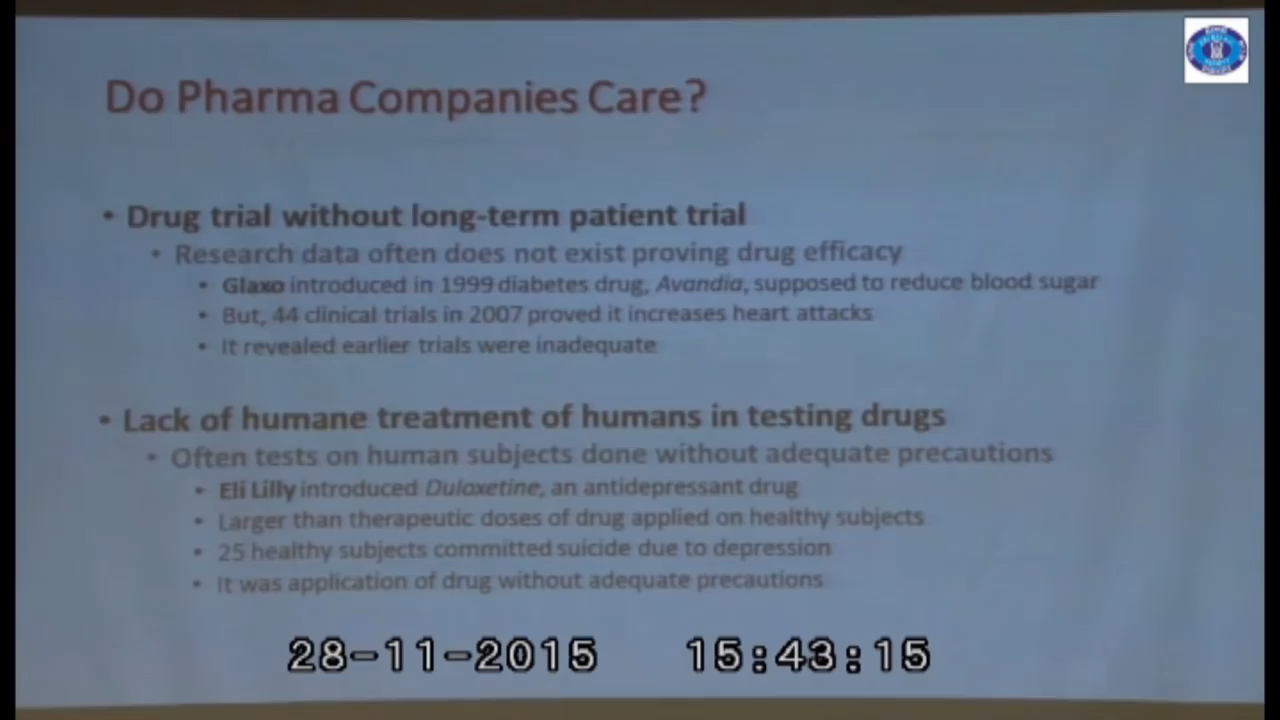 Do Pharma Companies Care?
• Drug trial without long-term patient trial
• Research data often does not exist proving drug efficacy
• Glaxo introduced in 1999 diabetes drug, Avandia, supposed to reduce blood sugar
• But, 44 clinical trials in 2007 proved it increases heart attacks
• It revealed earlier trials were inadequate
• Lack of humane treatment of humans in testing drugs
• Often tests on human subjects done without adequate precautions
• Eli Lilly introduced Duloxetine, an antidepressant drug
• Larger than therapeutic doses of drug applied on healthy subjects
• 25 healthy subjects committed suicide due to depression
• It was application of drug without adequate precautions
28-11-2015 15:43:15